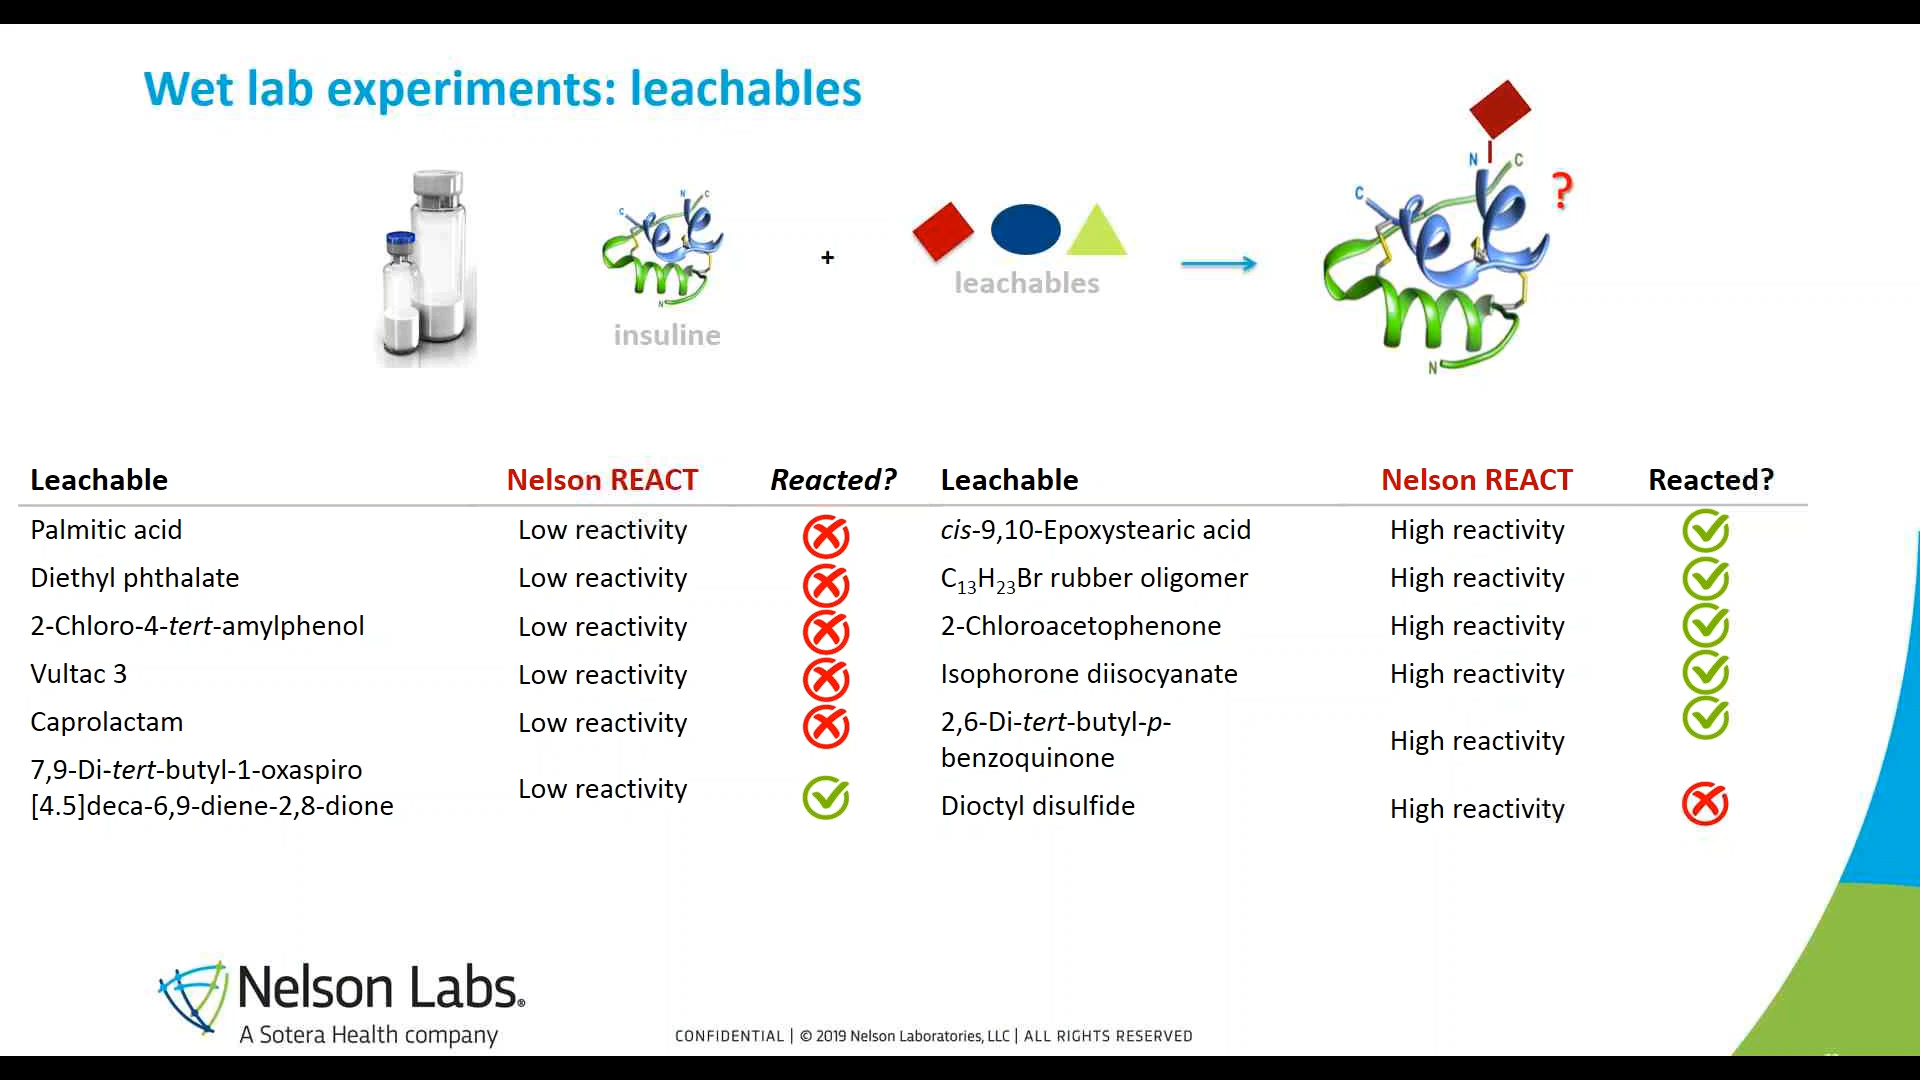 Wet lab experiments: leachables
N C
C
N
insuline
+
leachables
N C
C
?
N
Leachable Nelson REACT Reacted? Leachable Nelson REACT Reacted?
Palmitic acid Low reactivity cis-9,10-Epoxystearic acid High reactivity
Diethyl phthalate Low reactivity C13H23Br rubber oligomer High reactivity
2-Chloro-4-tert-amylphenol Low reactivity 2-Chloroacetophenone High reactivity
Vultac 3 Low reactivity Isophorone diisocyanate High reactivity
Caprolactam Low reactivity 2,6-Di-tert-butyl-p-
benzoquinone High reactivity
7,9-Di-tert-butyl-1-oxaspiro
[4.5]deca-6,9-diene-2,8-dione Low reactivity Dioctyl disulfide High reactivity
Nelson Labs®
A Sotera Health company
CONFIDENTIAL | © 2019 Nelson Laboratories, LLC | ALL RIGHTS RESERVED